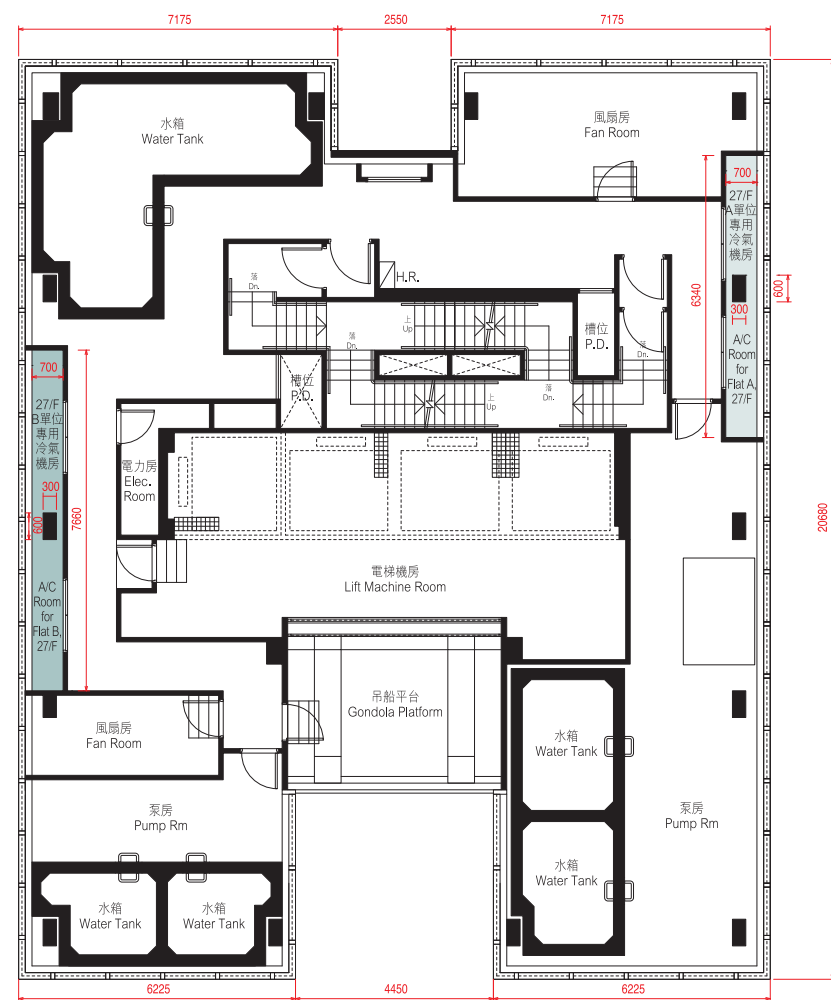 7175
2550
7175
水箱
Water Tank
風扇房
Fan Room
700
27/F
A單位
專用
冷氣
機房
6340
600
300
A/C
Room
for
Flat A,
27/F
H.R.
落
Dn.
上
Up
落
Dn.
槽位
P.D.
落
Dn.
槽位
P.D.
上
Up
落
Dn.
700
27/F
B單位
專用
冷氣
機房
300
600
7660
A/C
Room
for
Flat B,
27/F
電力房
Elec.
Room
20680
電梯機房
Lift Machine Room
吊船平台
Gondola Platform
風扇房
Fan Room
水箱
Water Tank
泵房
Pump Rm
泵房
Pump Rm
水箱
Water Tank
水箱
Water Tank
水箱
Water Tank
6225
4450
6225